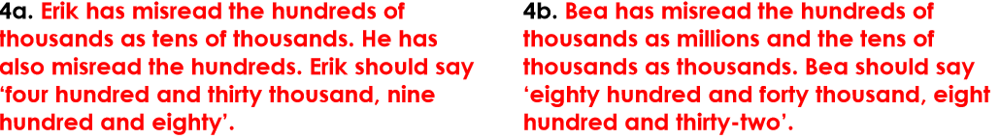 4a. Erik has misread the hundreds of
thousands as tens of thousands. He has
also misread the hundreds. Erik should say
‘four hundred and thirty thousand, nine
hundred and eighty’.
4b. Bea has misread the hundreds of
thousands as millions and the tens of
thousands as thousands. Bea should say
‘eighty hundred and forty thousand, eight
hundred and thirty-two’.